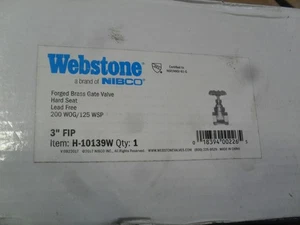 Webstone®
a brand of NIBCO®
Forged Brass Gate Valve
Hard Seat
Lead Free
200 WOG/125 WSP
3" FIP
Item: H-10139W Qty: 1